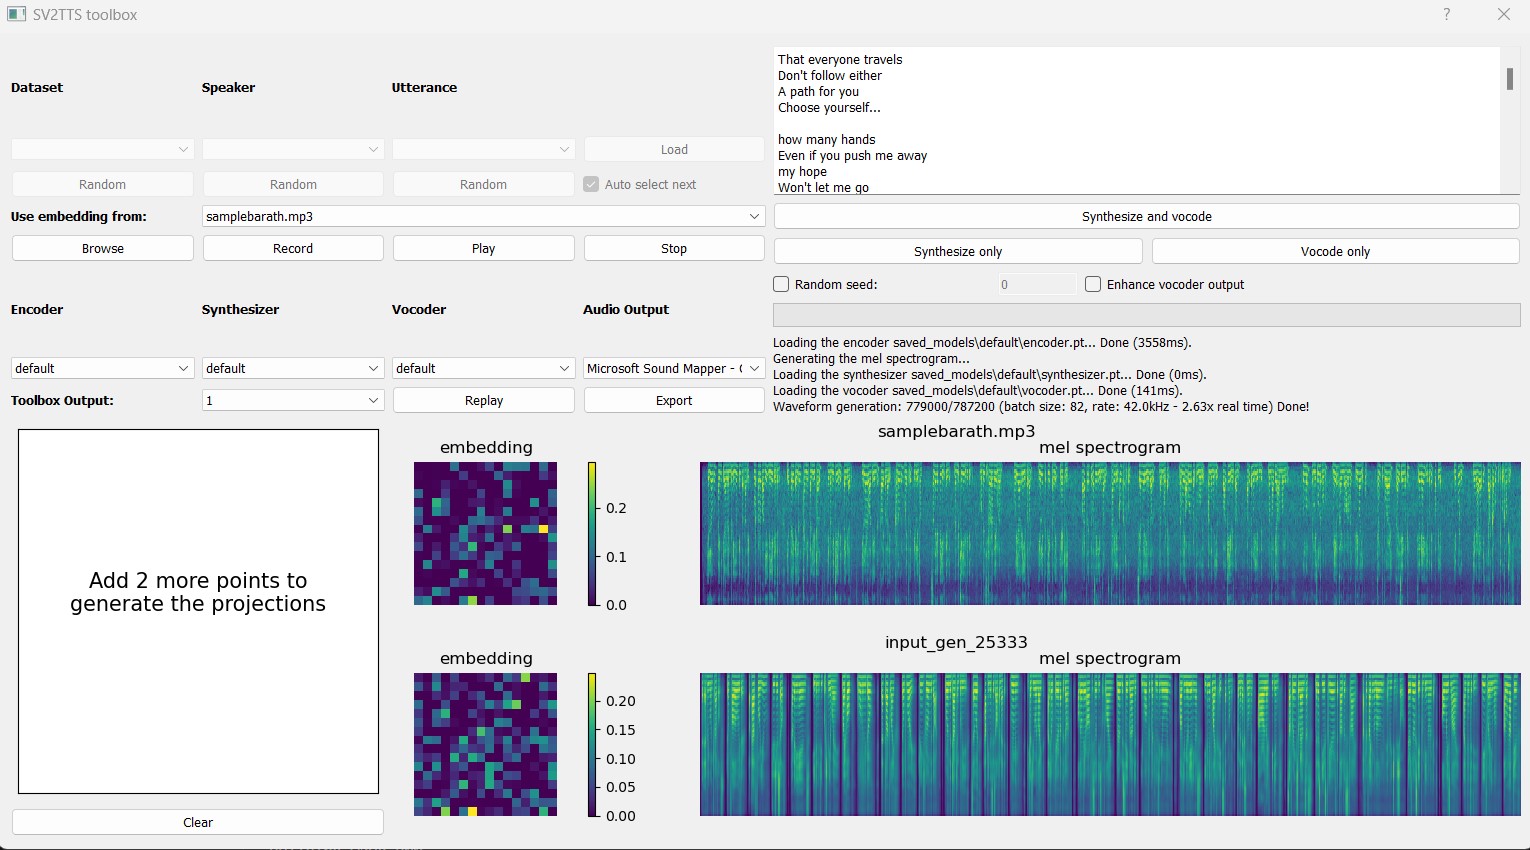 SV2TTS toolbox
?
Dataset
Speaker
Utterance
Load
Random
Random
Random
Auto select next
Use embedding from:
samplebarath.mp3
Browse
Record
Play
Stop
Encoder
Synthesizer
Vocoder
Audio Output
default
default
default
Microsoft Sound Mapper - (
Toolbox Output:
1
Replay
Export
That everyone travels
Don't follow either
A path for you
Choose yourself...
how many hands
Even if you push me away
my hope
Won't let me go
Synthesize and vocode
Synthesize only
Vocode only
Random seed:
0
Enhance vocoder output
Loading the encoder saved_models\default\encoder.pt... Done (3558ms).
Generating the mel spectrogram...
Loading the synthesizer saved_models\default\synthesizer.pt... Done (0ms).
Loading the vocoder saved_models\default\vocoder.pt... Done (141ms).
Waveform generation: 779000/787200 (batch size: 82, rate: 42.0kHz - 2.63x real time) Done!
Add 2 more points to
generate the projections
Clear
samplebarath.mp3
embedding
mel spectrogram
0.2
0.1
0.0
input_gen_25333
embedding
mel spectrogram
0.20
0.15
0.10
0.05
0.00